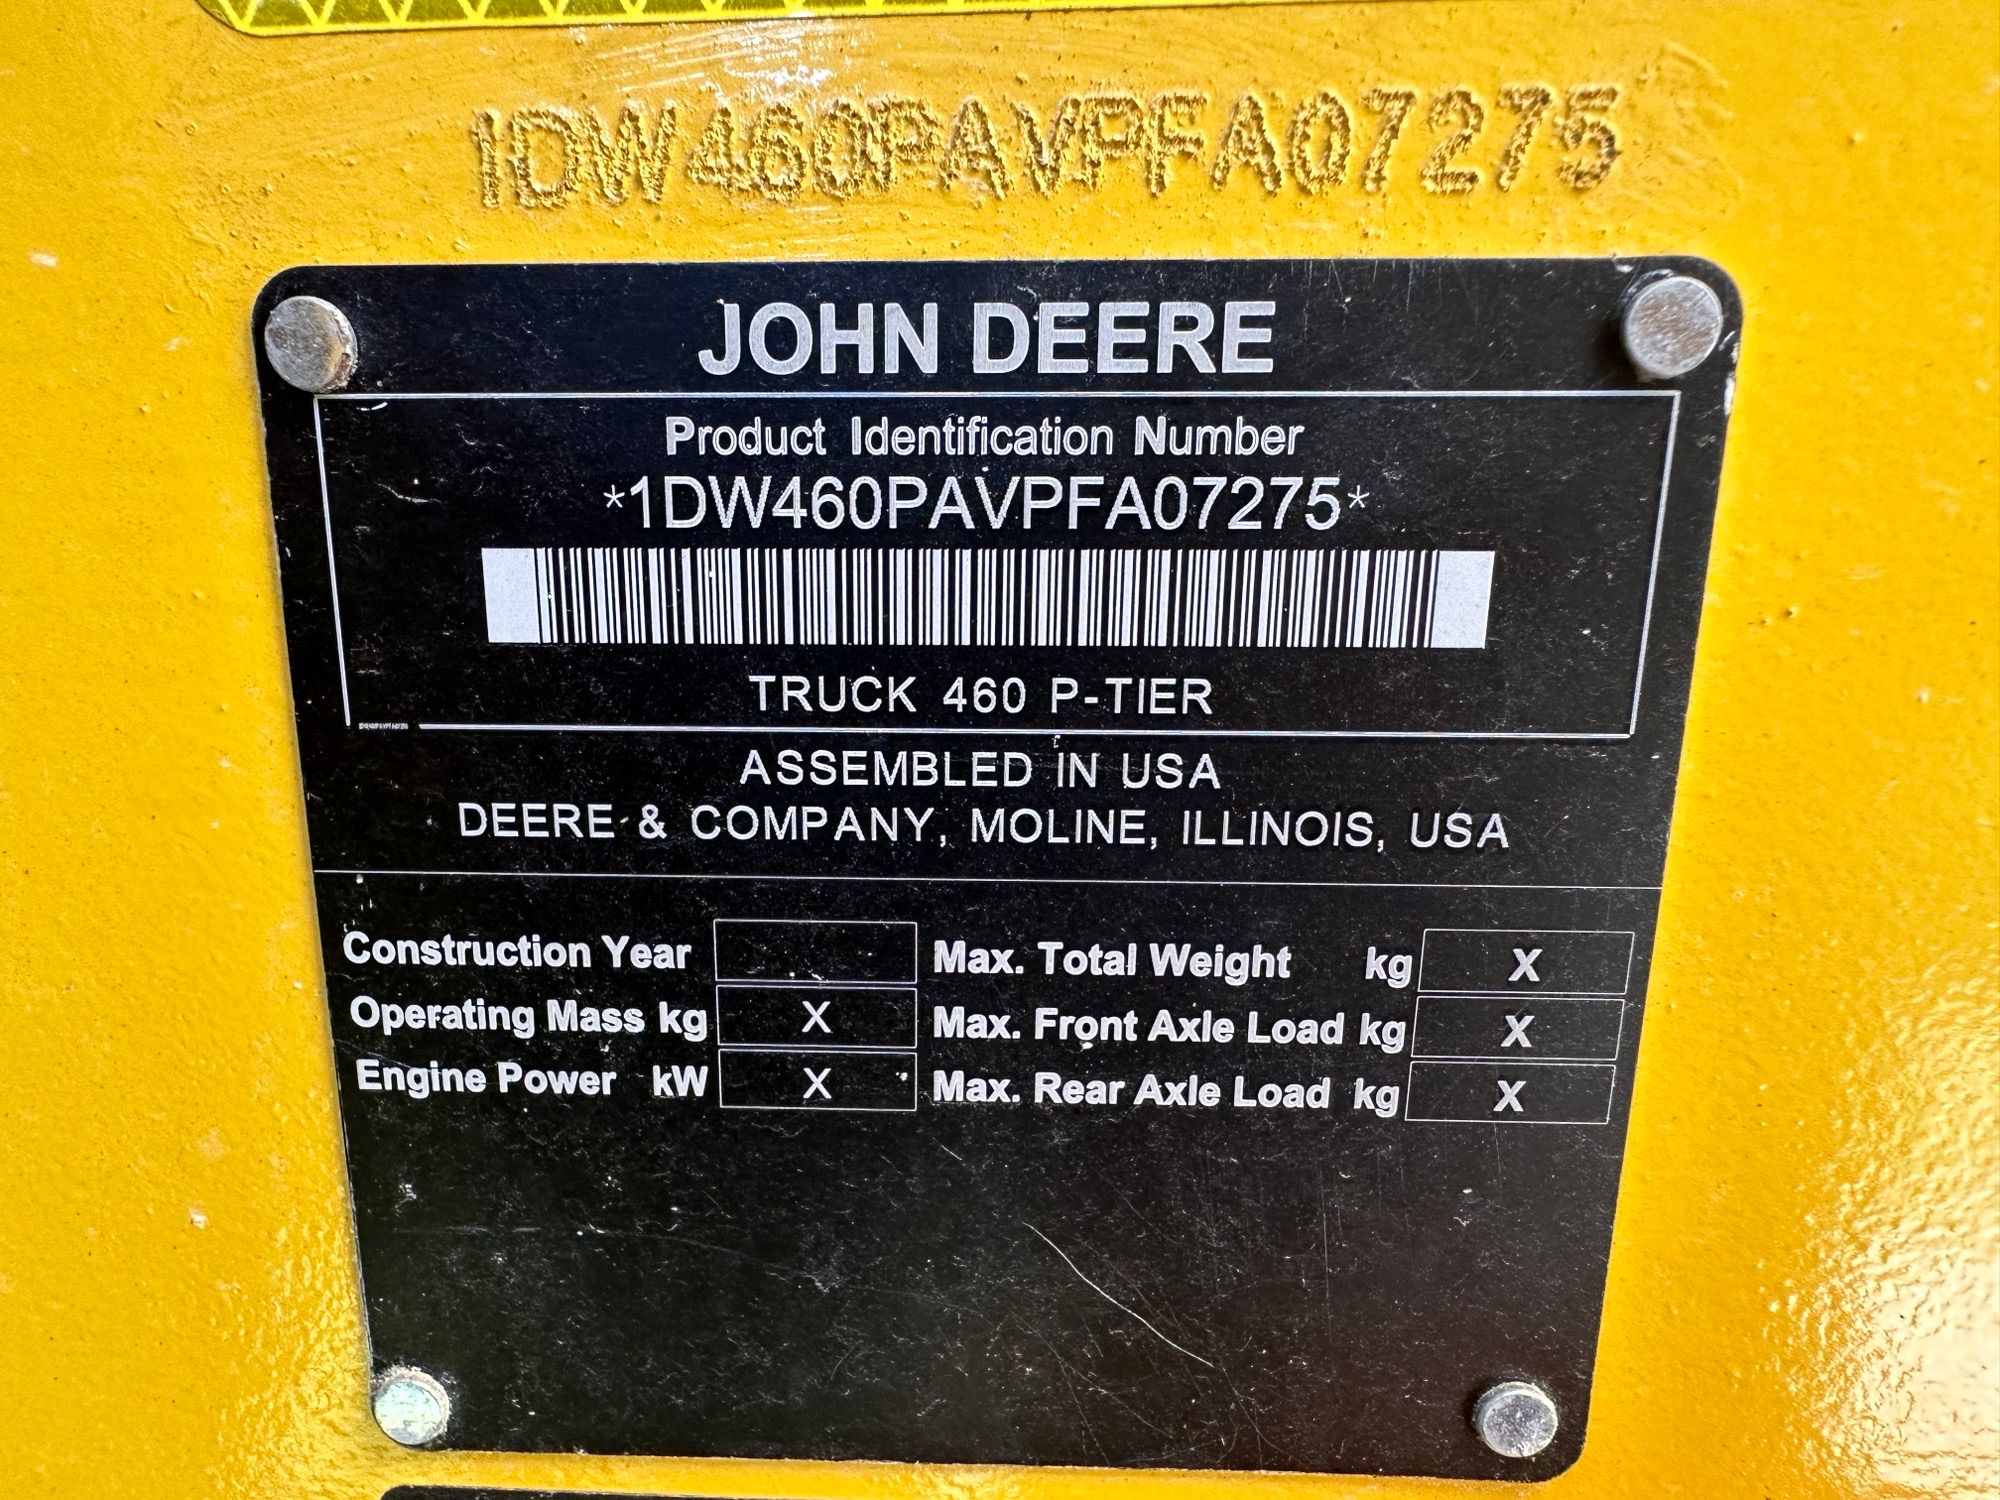 1DW460PAVPFA07275
JOHN DEERE
Product Identification Number
*1DW460PAVPFA07275*
TRUCK 460 P-TIER
ASSEMBLED IN USA
DEERE & COMPANY, MOLINE, ILLINOIS, USA
Construction Year Max. Total Weight kg X
Operating Mass kg X Max. Front Axle Load kg X
Engine Power kW X Max. Rear Axle Load kg X